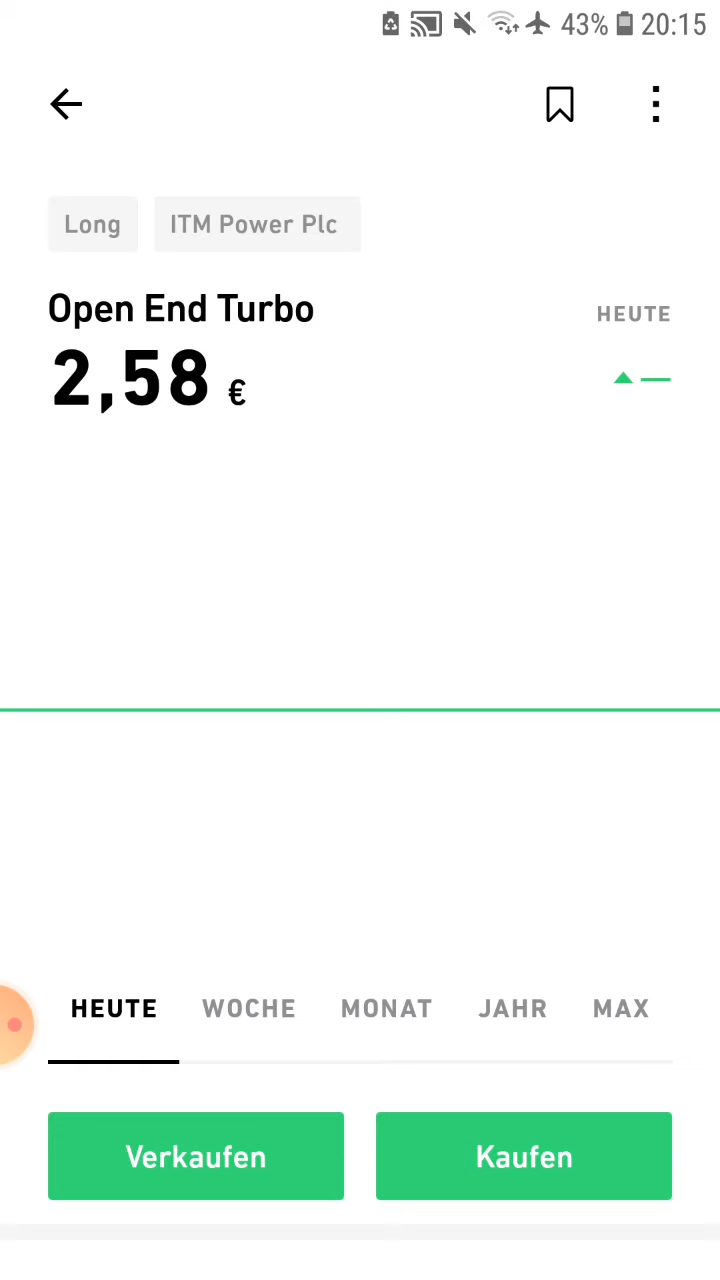 43% 20:15
Long ITM Power Plc
Open End Turbo HEUTE
2,58 €
HEUTE WOCHE MONAT JAHR MAX
Verkaufen Kaufen